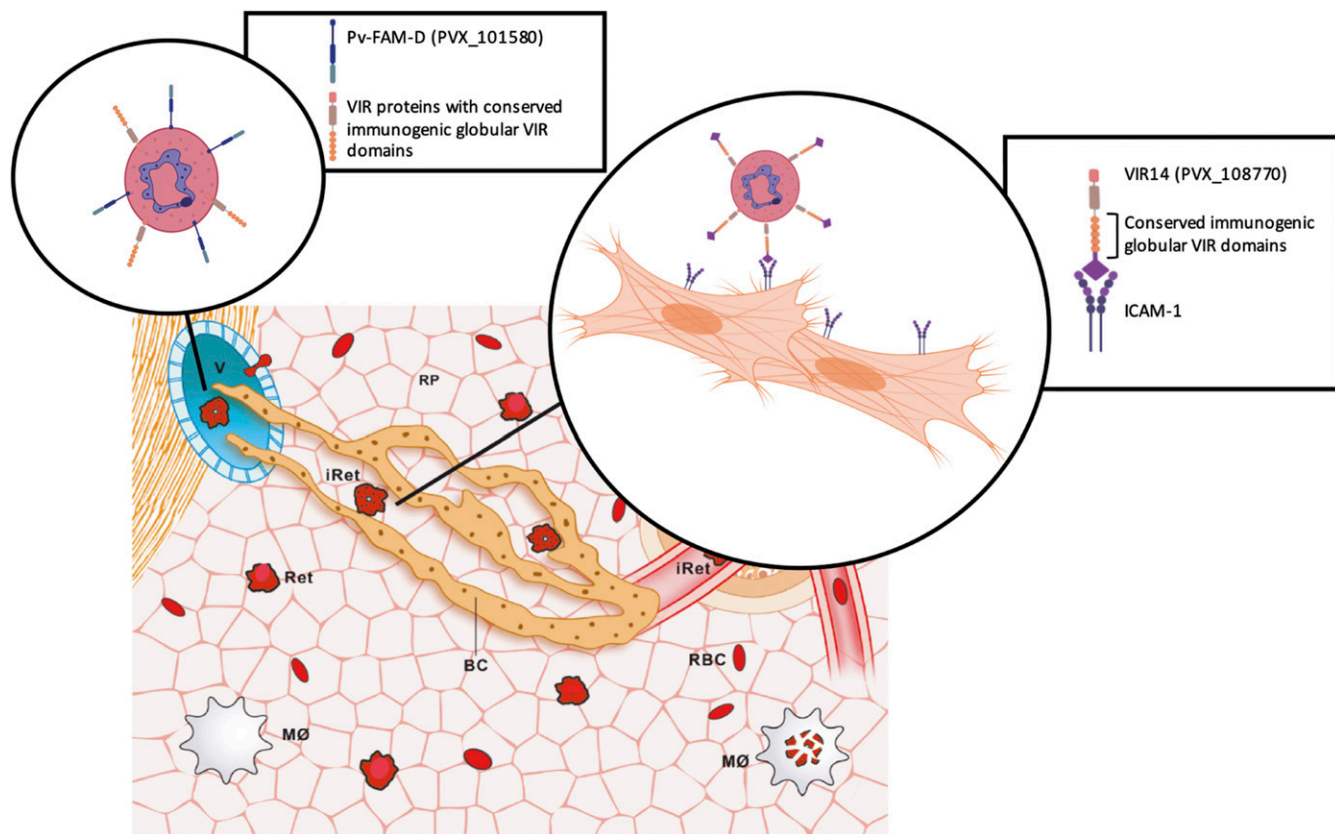 Pv-FAM-D (PVX_101580)
VIR proteins with conserved
immunogenic globular VIR
domains
VIR14 (PVX_108770)
Conserved immunogenic
globular VIR domains
ICAM-1
V
RP
iRet
Ret
iRet
BC
RBC
MØ
MØ